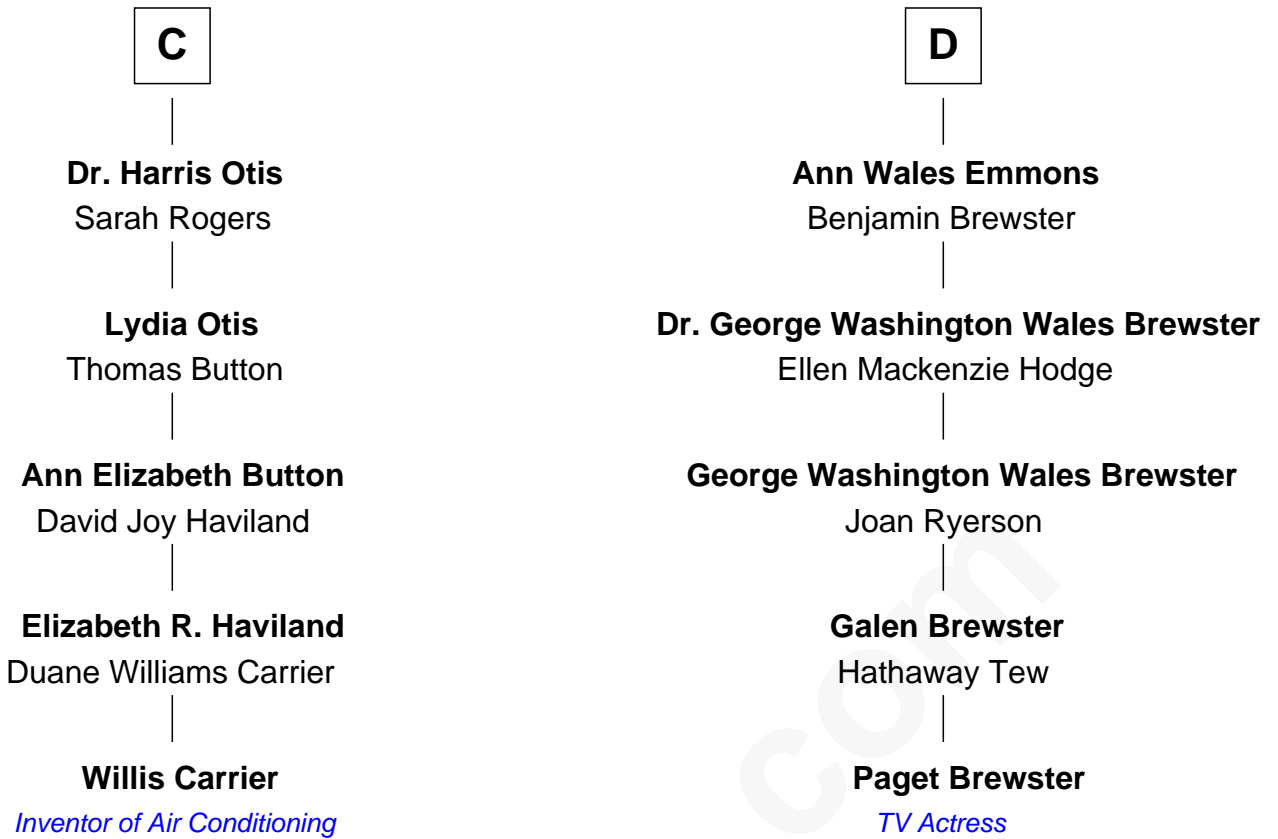 C
Dr. Harris Otis
Sarah Rogers
Lydia Otis
Thomas Button
Ann Elizabeth Button
David Joy Haviland
Elizabeth R. Haviland
Duane Williams Carrier
Willis Carrier
Inventor of Air Conditioning
D
Ann Wales Emmons
Benjamin Brewster
Dr. George Washington Wales Brewster
Ellen Mackenzie Hodge
George Washington Wales Brewster
Joan Ryerson
Galen Brewster
Hathaway Tew
Paget Brewster
TV Actress
com